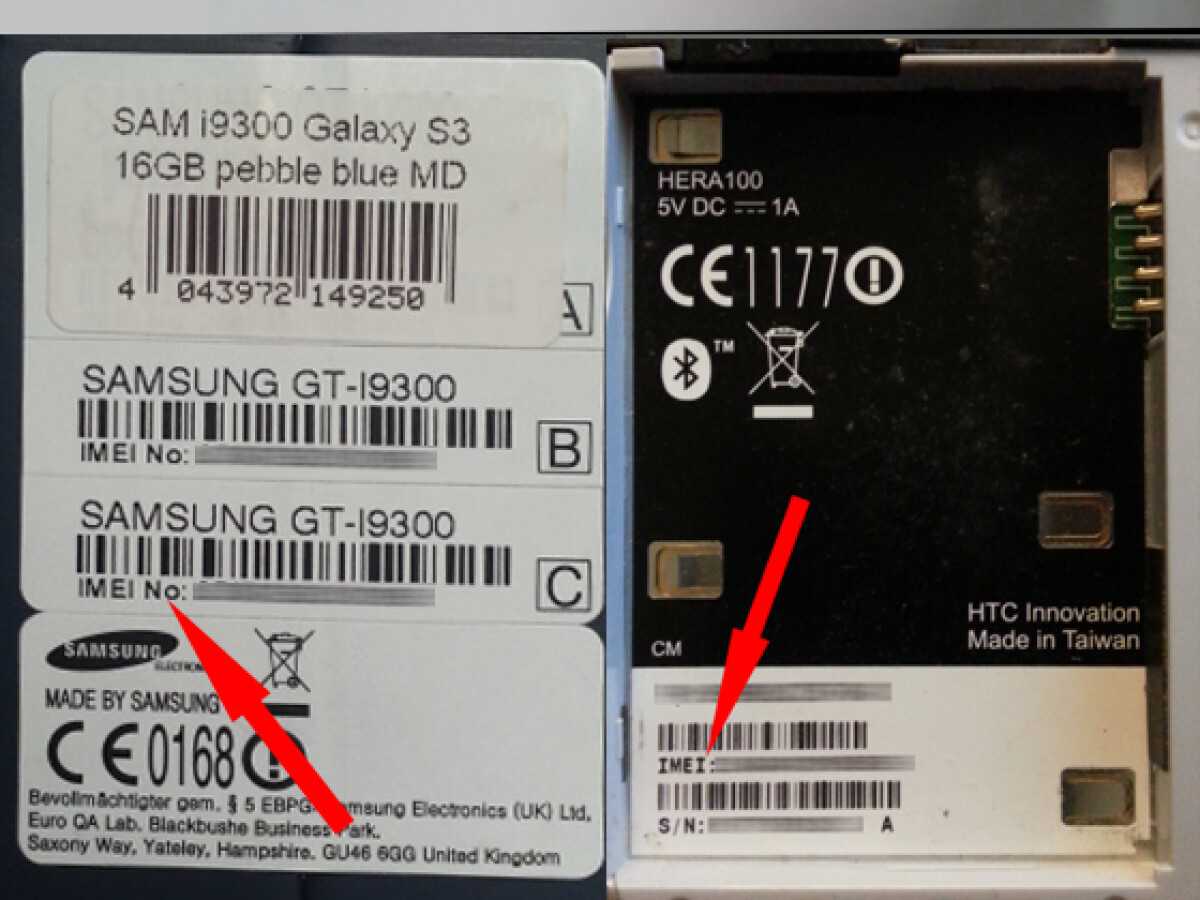 SAM i9300 Galaxy S3
16GB pebble blue MD
4 043972 149250
A
SAMSUNG GT-I9300
IMEI No:
B
SAMSUNG GT-I9300
IMEI No:
C
SAMSUNG
ELECTRON
MADE BY SAMSUNG
CE0168
Bevollmächtigter gem. § 5 EBPG: Samsung Electronics (UK) Ltd,
Euro QA Lab. Blackbushe Business Park.
Saxony Way, Yateley, Hampshire. GU46 6GG United Kingdom
HERA100
5V DC ⎓ 1A
CE1177
TM
HTC Innovation
Made in Taiwan
CM
IMEI:
S/N: A